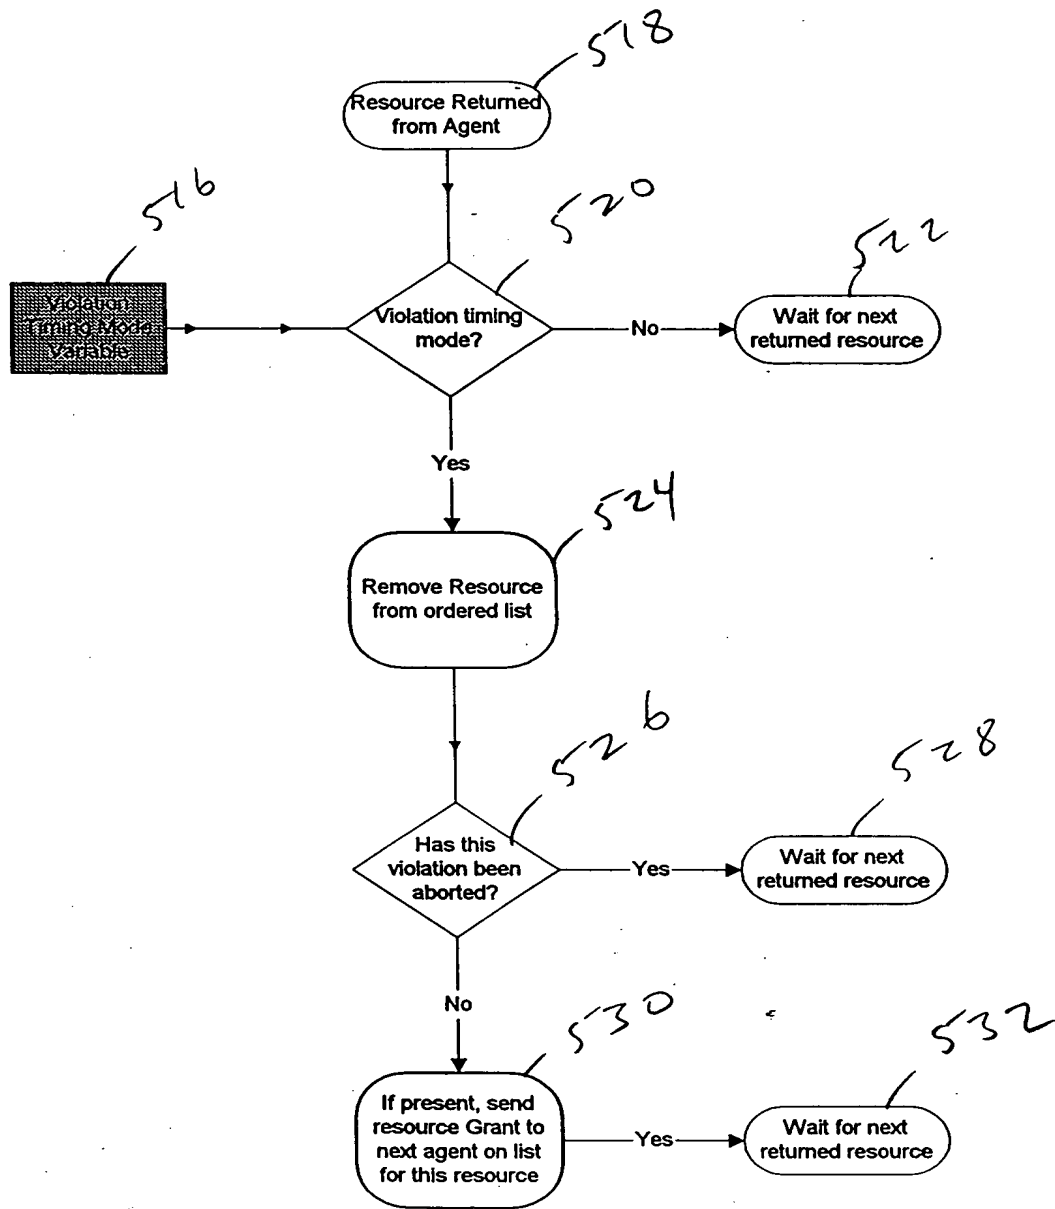 518
Resource Returned
from Agent
516
520
522
Violation
Timing Mode
Variable
Violation timing
mode?
No
Wait for next
returned resource
Yes
524
Remove Resource
from ordered list
526
528
Has this
violation been
aborted?
Yes
Wait for next
returned resource
No
530
532
If present, send
resource Grant to
next agent on list
for this resource
Yes
Wait for next
returned resource